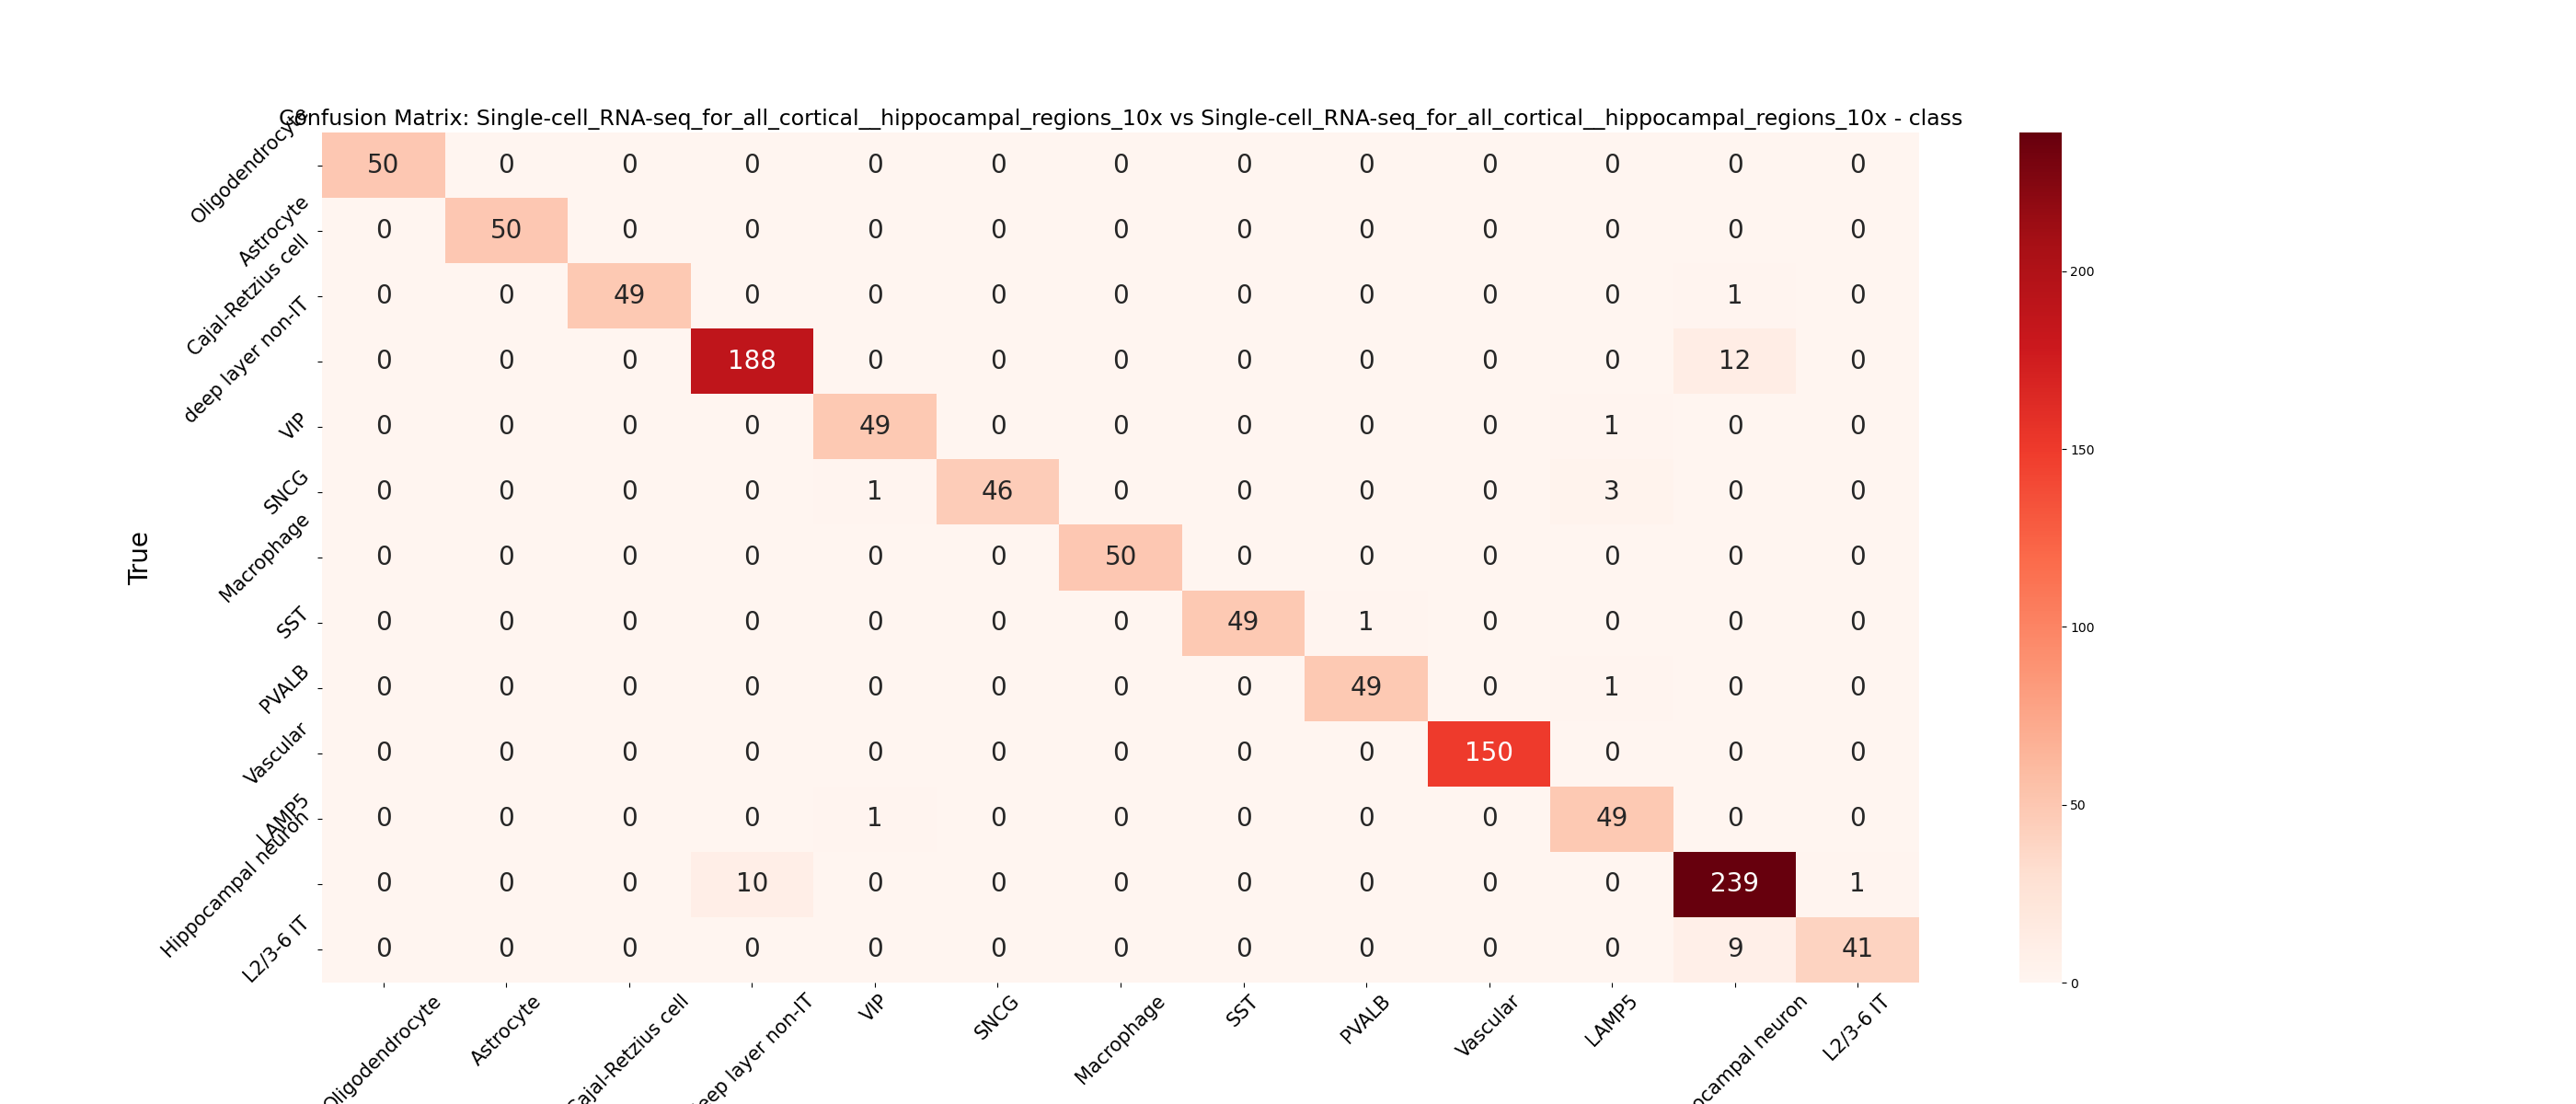 Confusion Matrix: Single-cell_RNA-seq_for_all_cortical__hippocampal_regions_10x vs Single-cell_RNA-seq_for_all_cortical__hippocampal_regions_10x - class
Oligodendrocyte 50 0 0 0 0 0 0 0 0 0 0 0 0
Astrocyte 0 50 0 0 0 0 0 0 0 0 0 0 0
Cajal-Retzius cell 0 0 49 0 0 0 0 0 0 0 0 1 0
deep layer non-IT 0 0 0 188 0 0 0 0 0 0 0 12 0
VIP 0 0 0 0 49 0 0 0 0 0 1 0 0
SNCG 0 0 0 0 1 46 0 0 0 0 3 0 0
Macrophage 0 0 0 0 0 0 50 0 0 0 0 0 0
SST 0 0 0 0 0 0 0 49 1 0 0 0 0
PVALB 0 0 0 0 0 0 0 0 49 0 1 0 0
Vascular 0 0 0 0 0 0 0 0 0 150 0 0 0
LAMP5 0 0 0 0 1 0 0 0 0 0 49 0 0
Hippocampal neuron 0 0 0 10 0 0 0 0 0 0 0 239 1
L2/3-6 IT 0 0 0 0 0 0 0 0 0 0 0 9 41
True
Oligodendrocyte
Astrocyte
Cajal-Retzius cell
layer non-IT
VIP
SNCG
Macrophage
SST
PVALB
Vascular
LAMP5
neuron
L2/3-6 IT
200
150
100
50
0